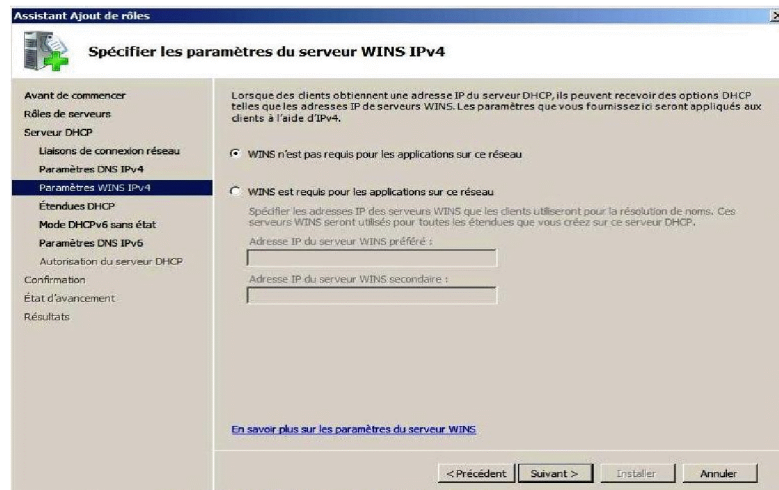 Assistant Ajout de rôles
Spécifier les paramètres du serveur WINS IPv4
Avant de commencer
Rôles de serveurs
Serveur DHCP
Liaisons de connexion réseau
Paramètres DNS IPv4
Paramètres WINS IPv4
Étendues DHCP
Mode DHCPv6 sans état
Paramètres DNS IPv6
Autorisation du serveur DHCP
Confirmation
État d'avancement
Résultats
Lorsque des clients obtiennent une adresse IP du serveur DHCP, ils peuvent recevoir des options DHCP
telles que les adresses IP de serveurs WINS. Les paramètres que vous fournissez ici seront appliqués aux
clients à l'aide d'IPv4.
WINS n'est pas requis pour les applications sur ce réseau
WINS est requis pour les applications sur ce réseau
Spécifier les adresses IP des serveurs WINS que les clients utiliseront pour la résolution de noms. Ces
serveurs WINS seront utilisés pour toutes les étendues que vous créez sur ce serveur DHCP.
Adresse IP du serveur WINS préféré :
Adresse IP du serveur WINS secondaire :
En savoir plus sur les paramètres du serveur WINS
< Précédent
Suivant >
Installer
Annuler